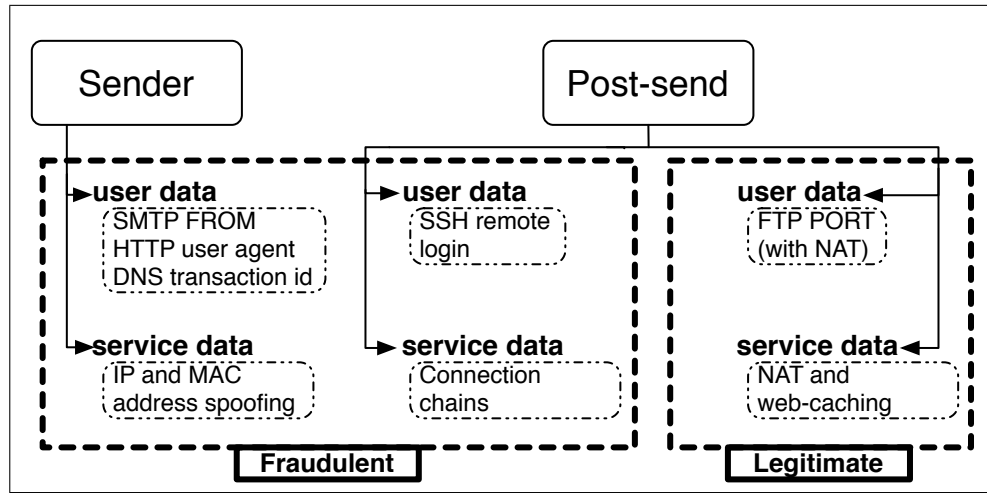 Sender
Post-send
user data
SMTP FROM
HTTP user agent
DNS transaction id
service data
IP and MAC
address spoofing
user data
SSH remote
login
service data
Connection
chains
user data
FTP PORT
(with NAT)
service data
NAT and
web-caching
Fraudulent
Legitimate